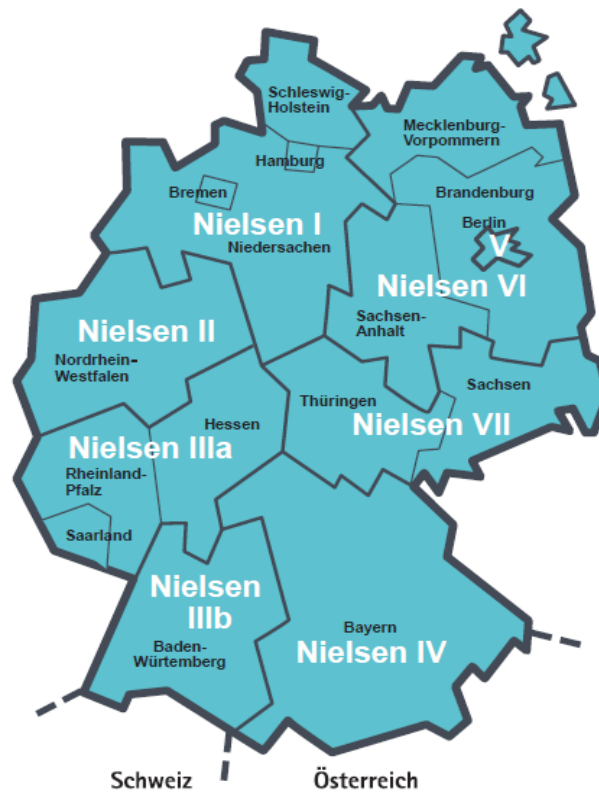 Schleswig-
Holstein
Mecklenburg-
Vorpommern
Hamburg
Bremen
Brandenburg
Berlin
Nielsen I
V
Niedersachen
Nielsen VI
Sachsen-
Anhalt
Nielsen II
Nordrhein-
Westfalen
Sachsen
Thüringen
Hessen
Nielsen VII
Nielsen IIIa
Rheinland-
Pfalz
Saarland
Nielsen
IIIb
Baden-
Würtemberg
Bayern
Nielsen IV
Schweiz
Österreich